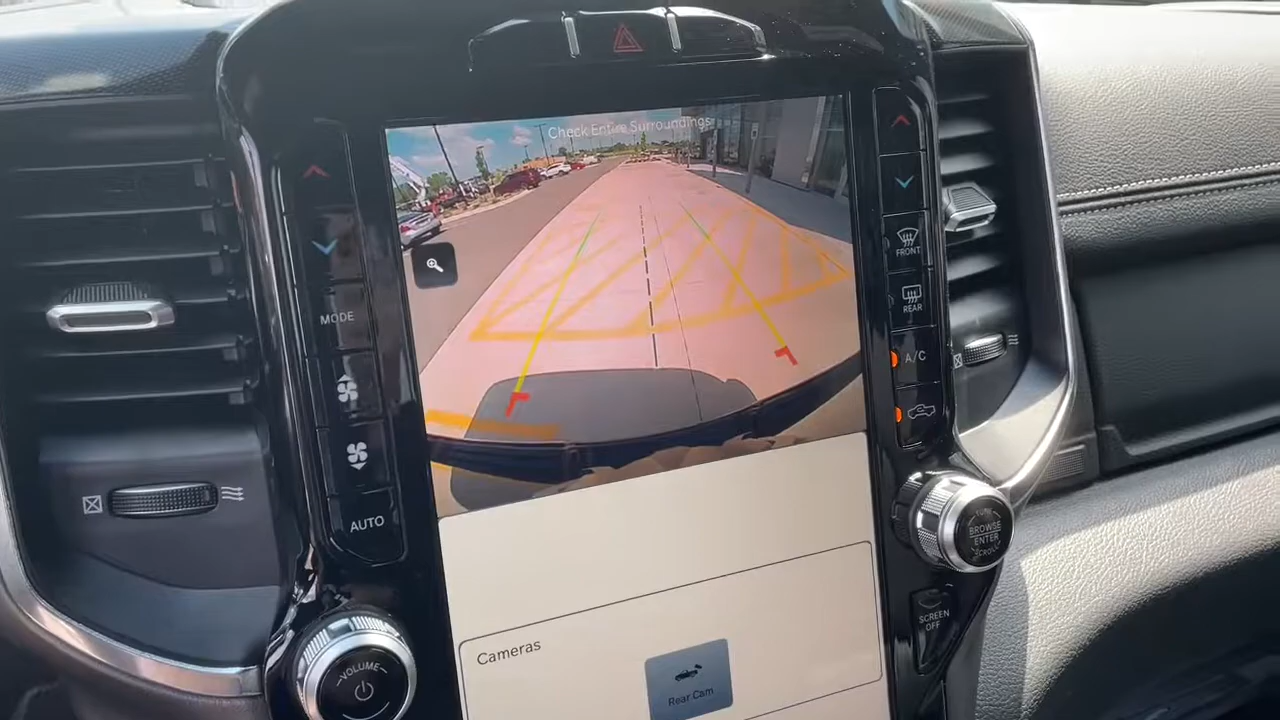 Check Entire Surroundings
MODE
AUTO
VOLUME
FRONT
REAR
A/C
BROWSE
ENTER
SCROLL
SCREEN
OFF
Cameras
Rear Cam